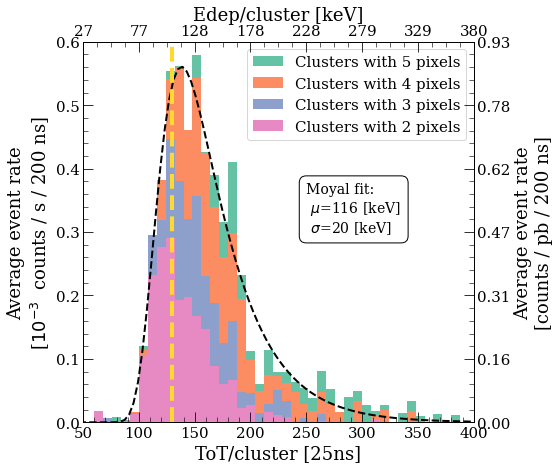 Edep/cluster [keV]
27 77 128 178 228 279 329 380
0.6 0.5 0.4 0.3 0.2 0.1 0.0
Average event rate
[10⁻³ counts / s / 200 ns]
Clusters with 5 pixels
Clusters with 4 pixels
Clusters with 3 pixels
Clusters with 2 pixels
Moyal fit:
μ=116 [keV]
σ=20 [keV]
0.93 0.78 0.62 0.47 0.31 0.16 0.00
Average event rate
[counts / pb / 200 ns]
50 100 150 200 250 300 350 400
ToT/cluster [25ns]